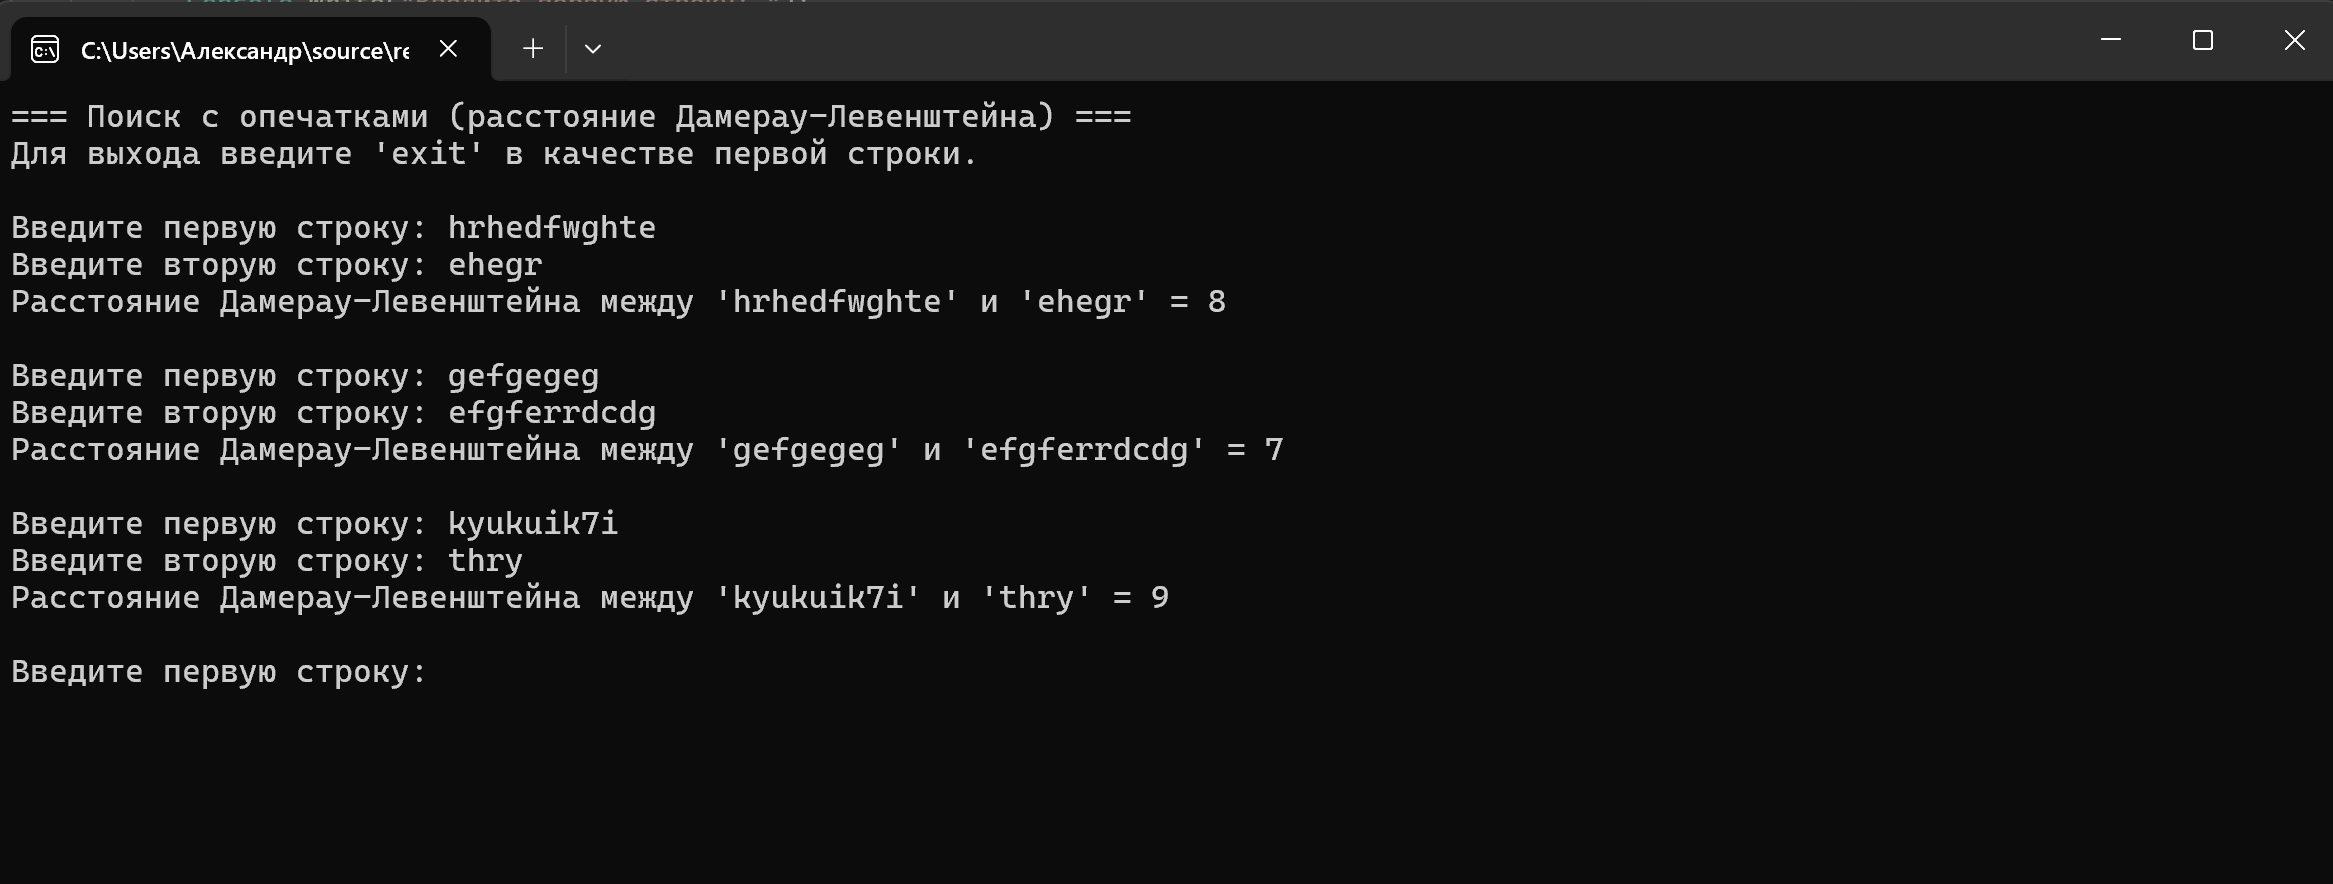 C:\Users\Александр\source\re
=== Поиск с опечатками (расстояние Дамерау-Левенштейна) ===
Для выхода введите 'exit' в качестве первой строки.
Введите первую строку: hrhedfwghte
Введите вторую строку: ehegr
Расстояние Дамерау-Левенштейна между 'hrhedfwghte' и 'ehegr' = 8
Введите первую строку: gefgegeg
Введите вторую строку: efgferrdcdg
Расстояние Дамерау-Левенштейна между 'gefgegeg' и 'efgferrdcdg' = 7
Введите первую строку: kyukuik7i
Введите вторую строку: thry
Расстояние Дамерау-Левенштейна между 'kyukuik7i' и 'thry' = 9
Введите первую строку: